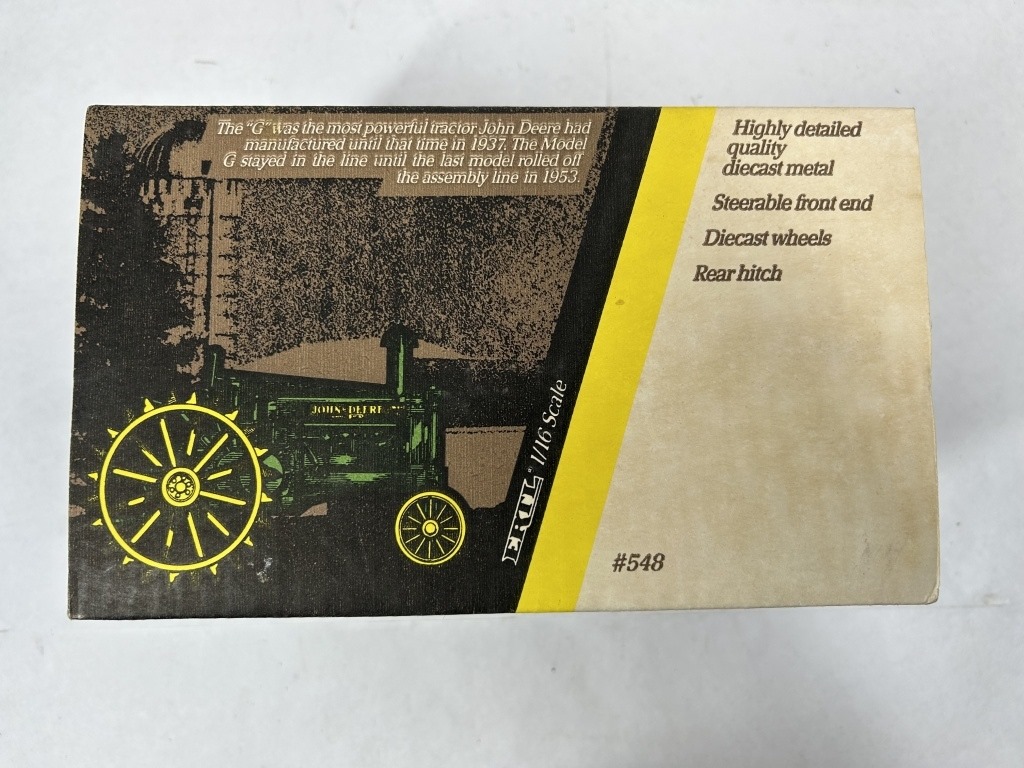 The "G" was the most powerful tractor John Deere had
manufactured until that time in 1937. The Model
G stayed in the line until the last model rolled off
the assembly line in 1953.
JOHN DEERE
ERTL® 1/16 Scale
Highly detailed
quality
diecast metal
Steerable front end
Diecast wheels
Rear hitch
#548